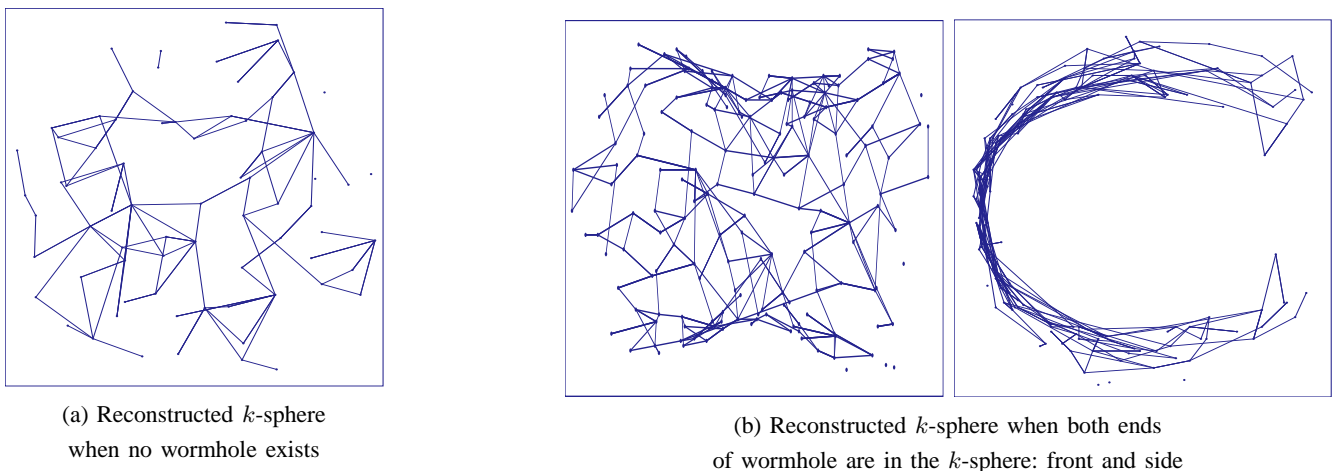 (a) Reconstructed k-sphere
when no wormhole exists
(b) Reconstructed k-sphere when both ends
of wormhole are in the k-sphere: front and side